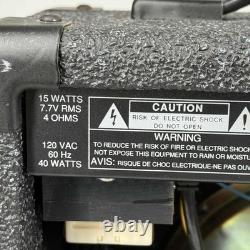 15 WATTS
7.7V RMS
4 OHMS
120 VAC
60 Hz
40 WATTS
CAUTION
RISK OF ELECTRIC SHOCK
DO NOT OPEN
WARNING
TO REDUCE THE RISK OF FIRE OR ELECTRIC SHOCK
NOT EXPOSE THIS EQUIPMENT TO RAIN OR MOISTU
AVIS: RISQUE DE CHOC ELECTRIQUE-NE PAS OUV